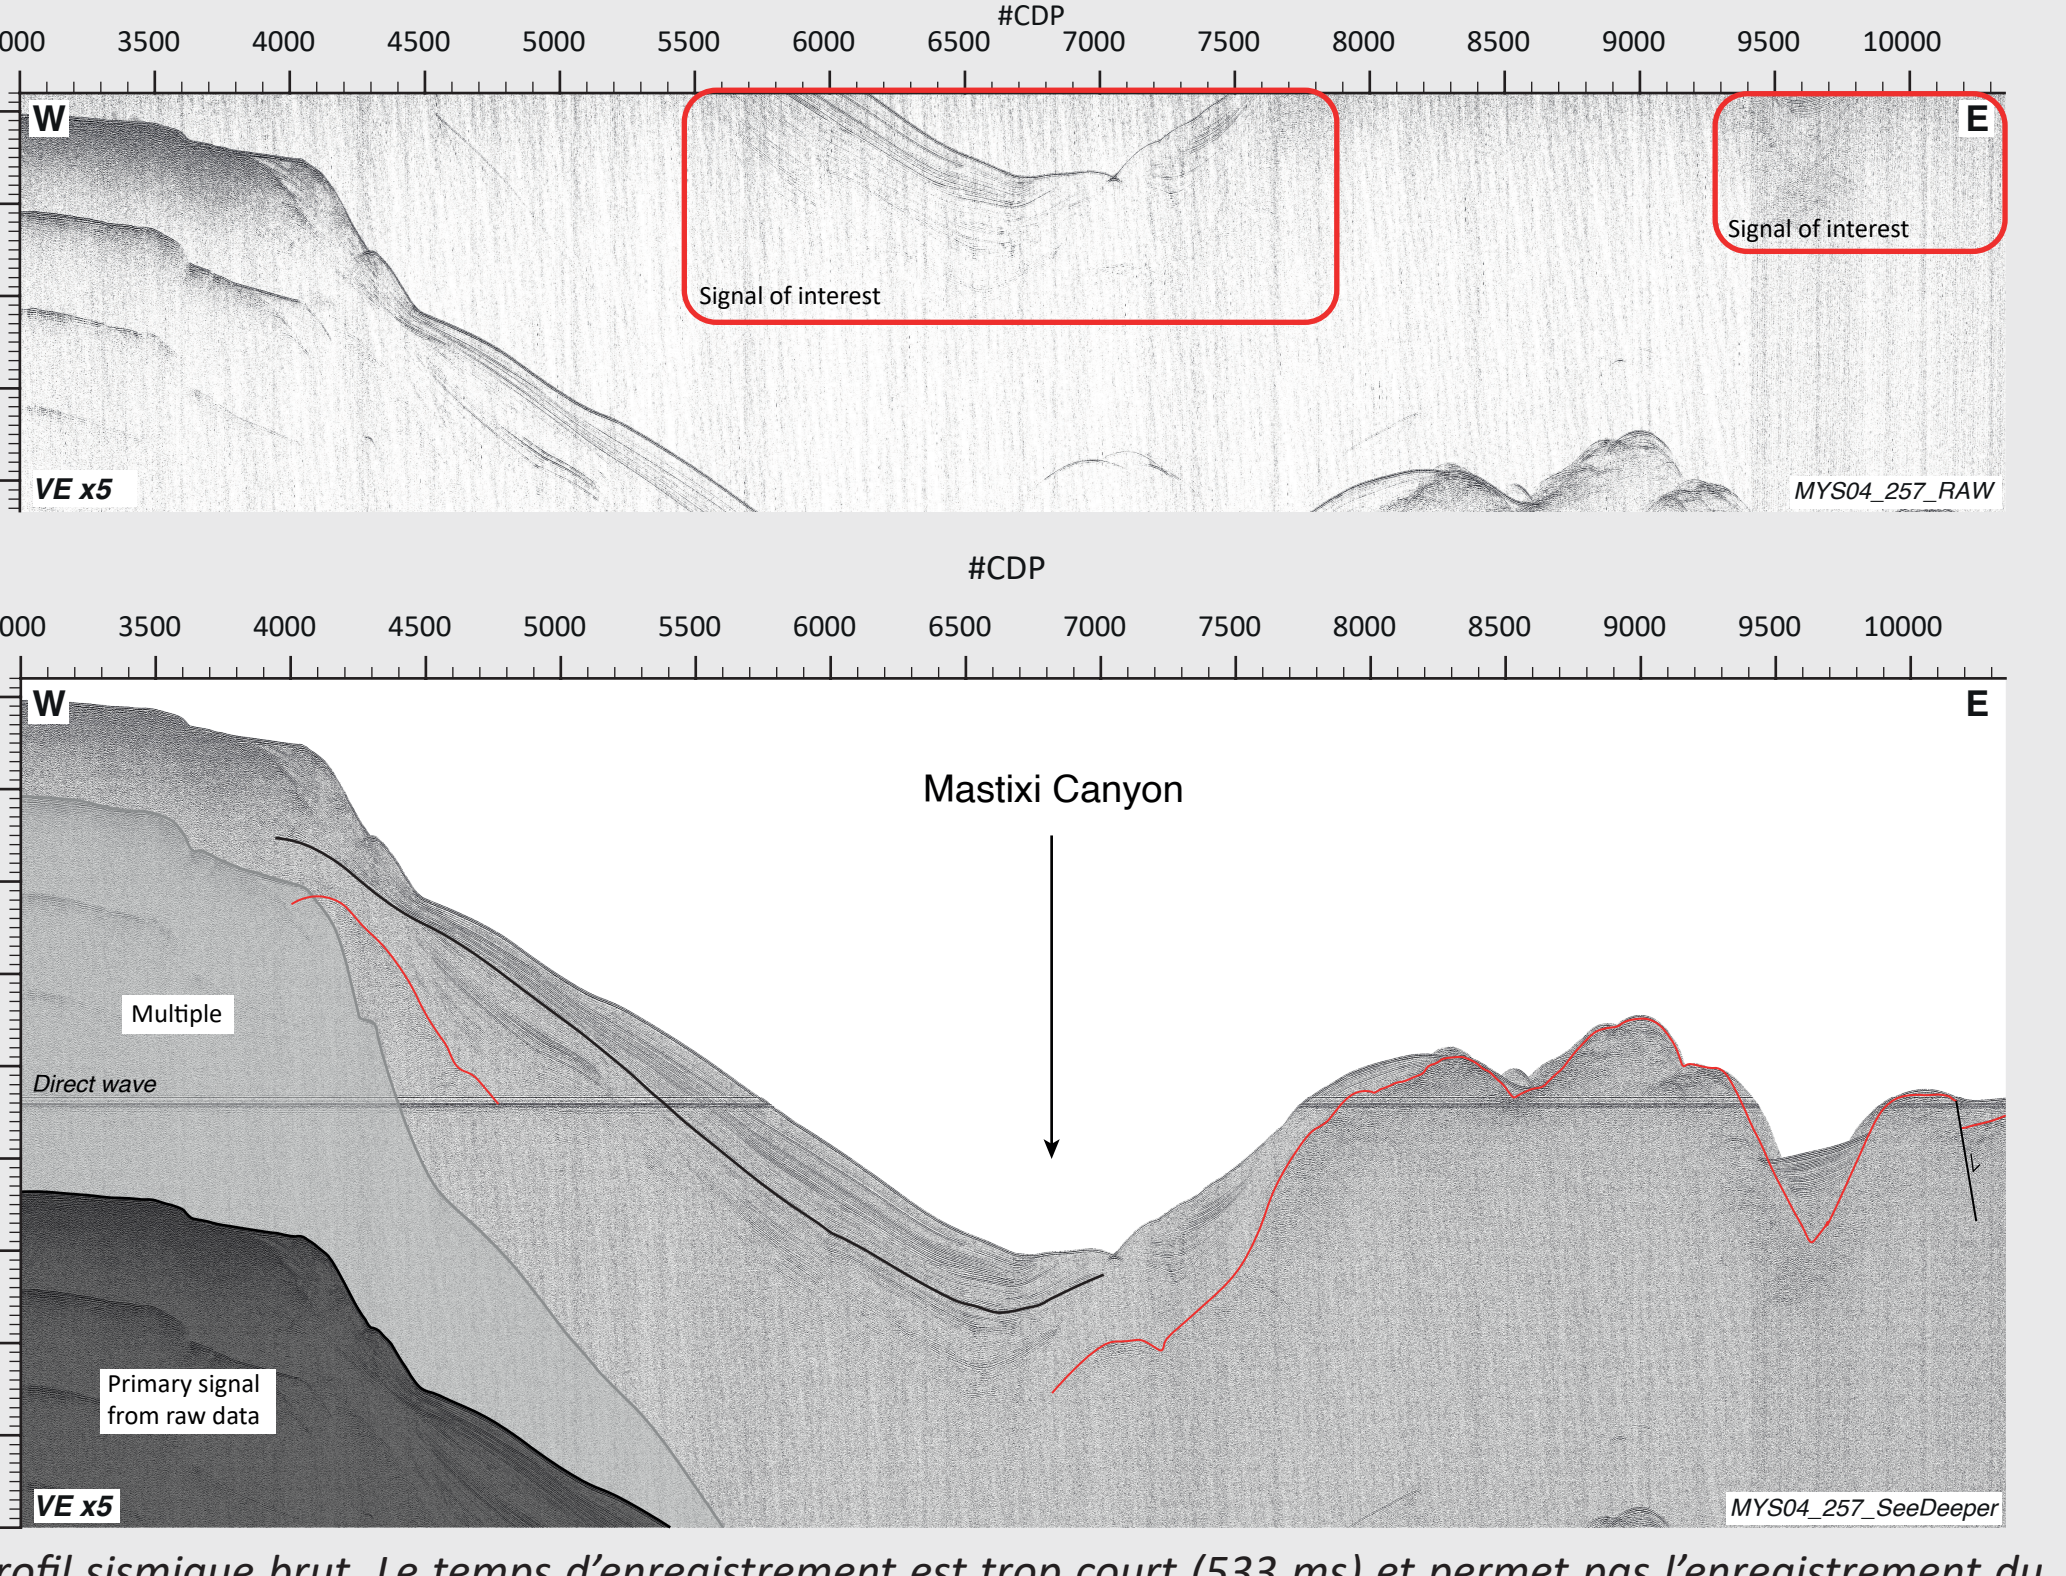 #CDP
000 3500 4000 4500 5000 5500 6000 6500 7000 7500 8000 8500 9000 9500 10000
W E
Signal of interest
Signal of interest
VE x5 MYS04_257_RAW
#CDP
000 3500 4000 4500 5000 5500 6000 6500 7000 7500 8000 8500 9000 9500 10000
W E
Mastixi Canyon
Multiple
Direct wave
Primary signal
from raw data
VE x5 MYS04_257_SeeDeeper
rofil sismique brut. Le temps d'enregistrement est trop court (533 ms) et permet pas l'enregistrement du